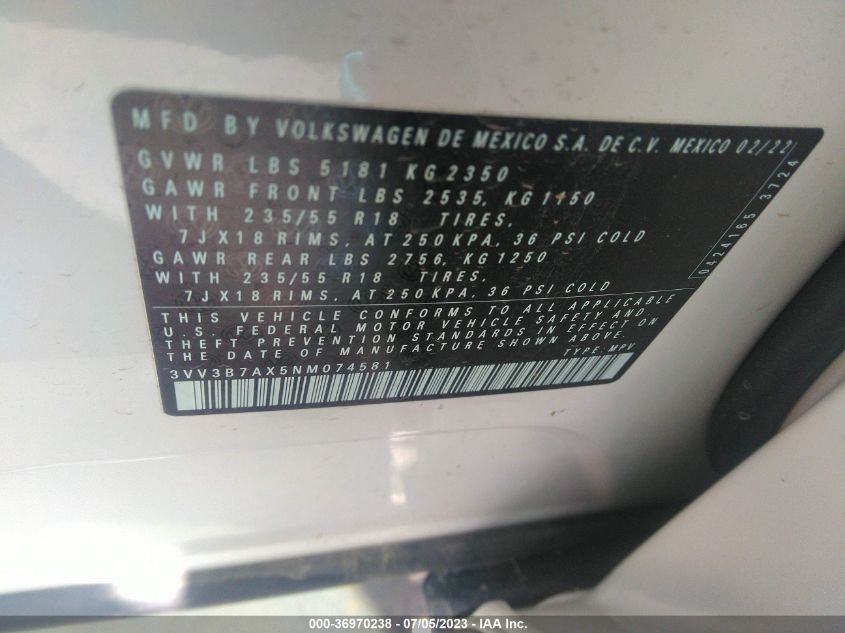 MFD BY VOLKSWAGEN DE MEXICO S.A. DE C.V. MEXICO 02/22
GVWR LBS 5181 KG 2350
GAWR FRONT LBS 2535, KG 1150
WITH 235/55 R18 TIRES,
7J X18 RIMS, AT 250 KPA, 36 PSI COLD
GAWR REAR LBS 2756, KG 1250
WITH 235/55 R18 TIRES,
7J X18 RIMS, AT 250 KPA, 36 PSI COLD
0424165 3724
THIS VEHICLE CONFORMS TO ALL APPLICABLE
U.S. FEDERAL MOTOR VEHICLE SAFETY AND
THEFT PREVENTION STANDARDS IN EFFECT ON
THE DATE OF MANUFACTURE SHOWN ABOVE.
3VV3B7AX5NM074581 TYPE: MPV
000-36970238 - 07/05/2023 - IAA Inc.